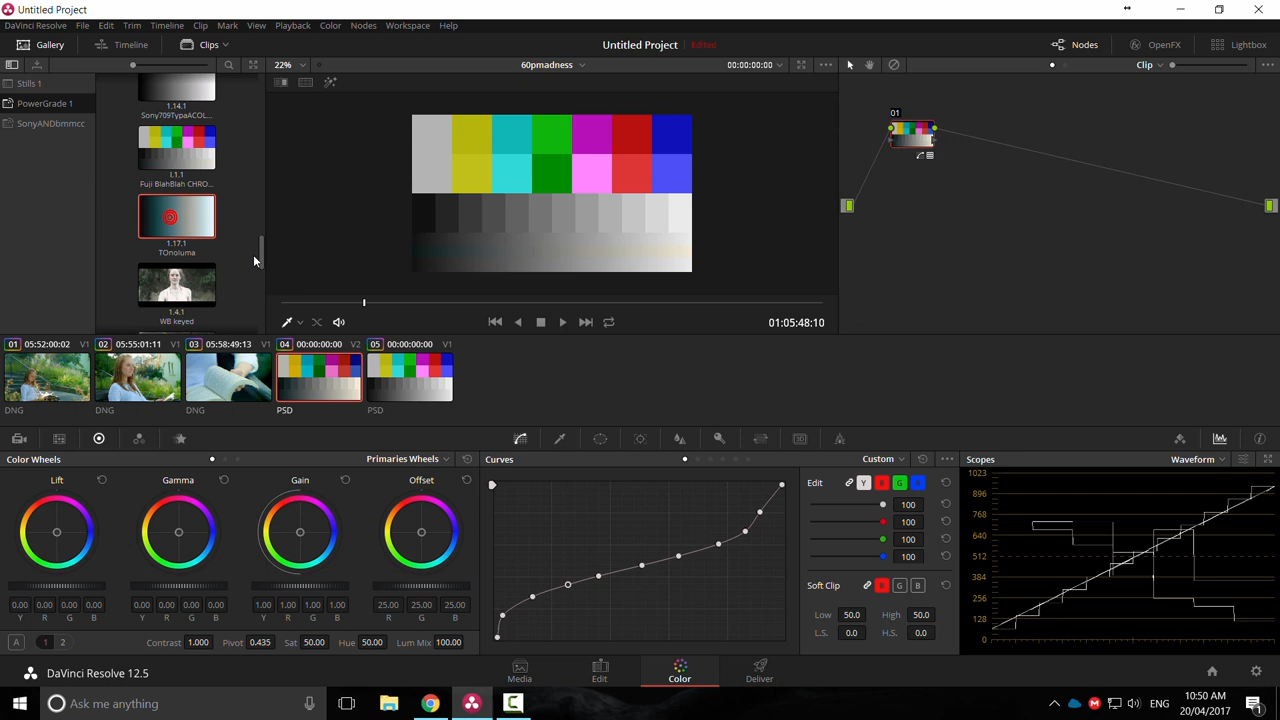 Untitled Project
DaVinci Resolve File Edit Trim Timeline Clip Mark View Playback Color Nodes Workspace Help
Gallery Timeline Clips Untitled Project Edited Nodes OpenFX Lightbox
22% 60pmadness 00:00:00:00 Clip
Stills 1
PowerGrade 1
SonyANDbmmcc
1.14.1
Sony709TypaACOL...
I.1.1
Fuji BlahBlah CHRO...
1.17.1
TOnoluma
1.4.1
WB keyed
01
01:05:48:10
01 05:52:00:02 V1 02 05:55:01:11 V1 03 05:58:49:13 V1 04 00:00:00:00 V2 05 00:00:00:00 V1
DNG DNG DNG PSD PSD
Color Wheels Primaries Wheels Curves Custom Scopes Waveform
Lift Gamma Gain Offset
0.00 0.00 0.00 0.00 0.00 0.00 0.00 0.00 1.00 1.00 1.00 1.00 25.00 25.00 25.00
Y R G B Y R G B Y R G B R G B
A 1 2 Contrast 1.000 Pivot 0.435 Sat 50.00 Hue 50.00 Lum Mix 100.00
Edit Y R G B
100
100
100
100
Soft Clip R G B
Low 50.0 High 50.0
L.S. 0.0 H.S. 0.0
1023
896
768
640
512
384
256
128
0
DaVinci Resolve 12.5 Media Edit Color Deliver
Ask me anything ENG 10:50 AM
20/04/2017 1